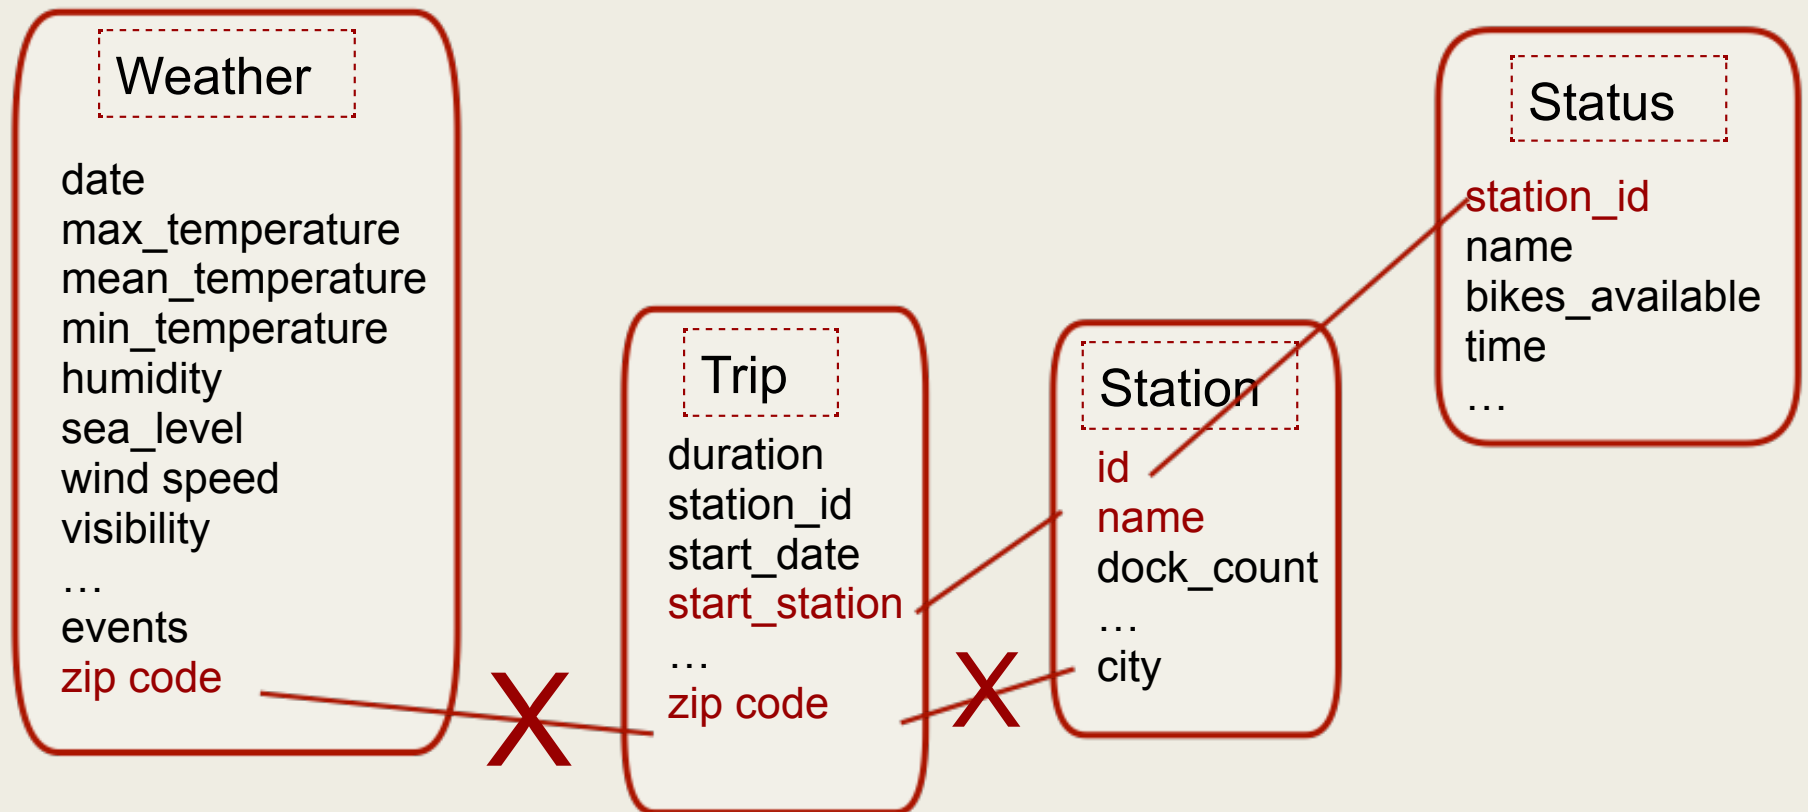 Weather
date
max_temperature
mean_temperature
min_temperature
humidity
sea_level
wind speed
visibility
…
events
zip code
X
Trip
duration
station_id
start_date
start_station
…
zip code
X
Station
id
name
dock_count
…
city
Status
station_id
name
bikes_available
time
…